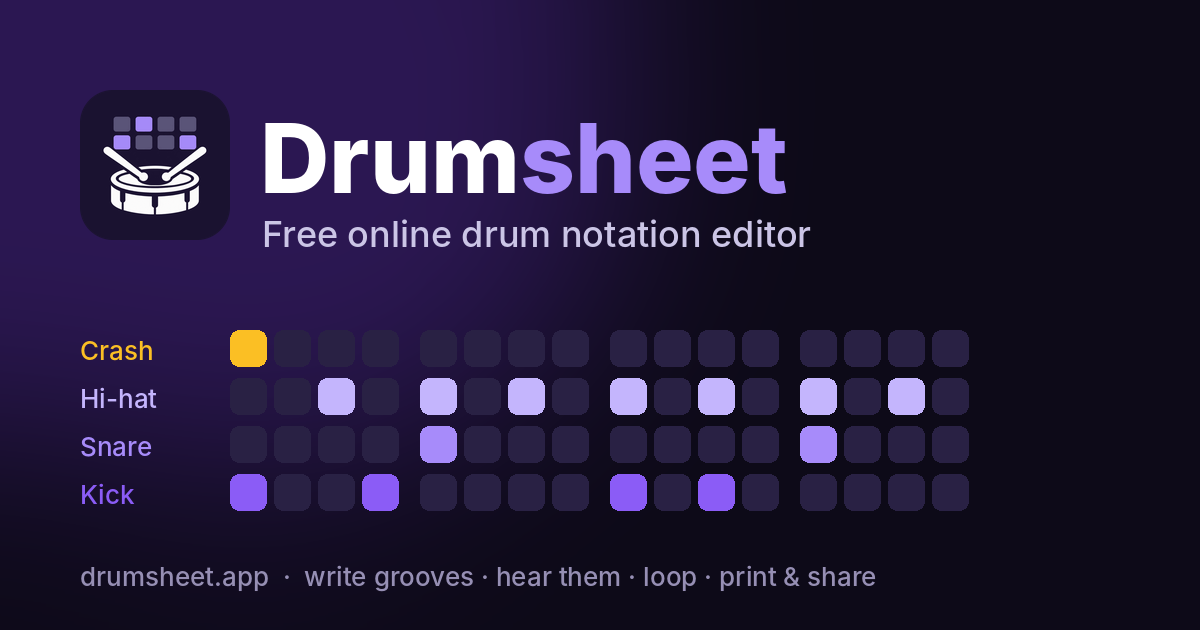 Drumsheet
Free online drum notation editor
Crash
Hi-hat
Snare
Kick
drumsheet.app · write grooves · hear them · loop · print & share